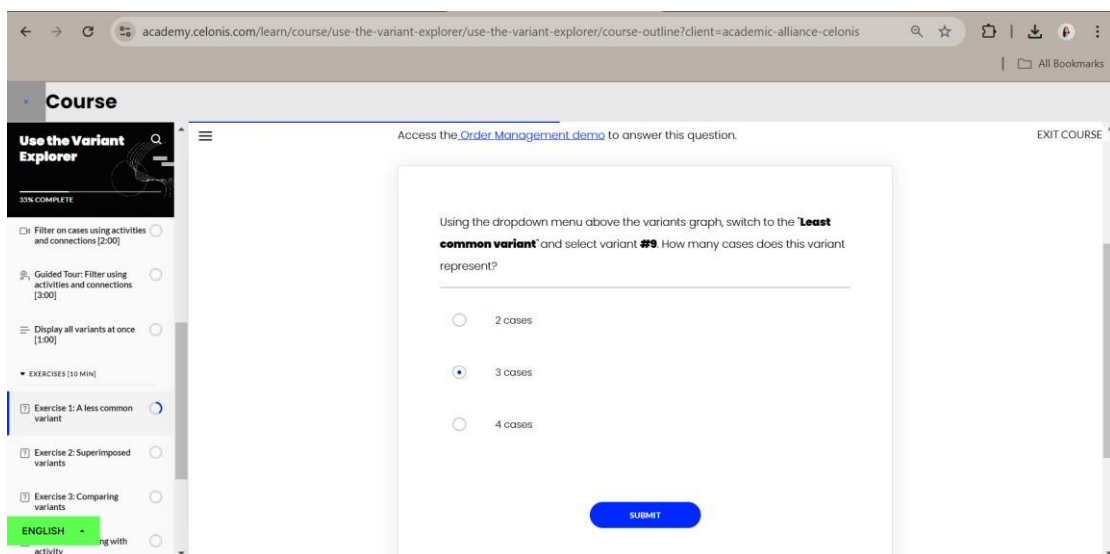 academy.celonis.com/learn/course/use-the-variant-explorer/use-the-variant-explorer/course-outline?client=academic-alliance-celonis
All Bookmarks
Course
Use the Variant
Explorer
35% COMPLETE
Filter on cases using activities
and connections [2:00]
Guided Tour: Filter using
activities and connections
[3:00]
Display all variants at once
[1:00]
EXERCISES [10 MIN]
Exercise 1: A less common
variant
Exercise 2: Superimposed
variants
Exercise 3: Comparing
variants
ENGLISH
ng with
activity
Access the Order Management demo to answer this question.
EXIT COURSE
Using the dropdown menu above the variants graph, switch to the "Least
common variant" and select variant #9. How many cases does this variant
represent?
2 cases
3 cases
4 cases
SUBMIT